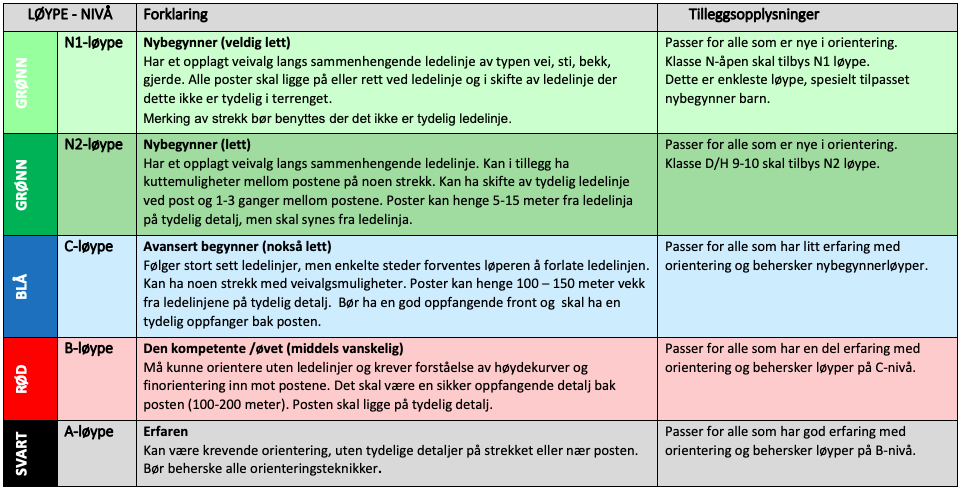 LØYPE - NIVÅ
Forklaring
Tilleggsopplysninger
GRØNN
N1-løype
Nybegynner (veldig lett)
Har et opplagt veivalg langs sammenhengende ledelinje av typen vei, sti, bekk,
gjerde. Alle poster skal ligge på eller rett ved ledelinje og i skifte av ledelinje der
dette ikke er tydelig i terrenget.
Merking av strekk bør benyttes der det ikke er tydelig ledelinje.
Passer for alle som er nye i orientering.
Klasse N-åpen skal tilbys N1 løype.
Dette er enkleste løype, spesielt tilpasset
nybegynner barn.
GRØNN
N2-løype
Nybegynner (lett)
Har et opplagt veivalg langs sammenhengende ledelinje. Kan i tillegg ha
kuttemuligheter mellom postene på noen strekk. Kan ha skifte av tydelig ledelinje
ved post og 1-3 ganger mellom postene. Poster kan henge 5-15 meter fra ledelinja
på tydelig detalj, men skal synes fra ledelinja.
Passer for alle som er nye i orientering.
Klasse D/H 9-10 skal tilbys N2 løype.
BLÅ
C-løype
Avansert begynner (nokså lett)
Følger stort sett ledelinjer, men enkelte steder forventes løperen å forlate ledelinjen.
Kan ha noen strekk med veivalgsmuligheter. Poster kan henge 100 – 150 meter vekk
fra ledelinjene på tydelig detalj. Bør ha en god oppfangende front og skal ha en
tydelig oppfanger bak posten.
Passer for alle som har litt erfaring med
orientering og behersker nybegynnerløyper.
RØD
B-løype
Den kompetente /øvet (middels vanskelig)
Må kunne orientere uten ledelinjer og krever forståelse av høydekurver og
finorientering inn mot postene. Det skal være en sikker oppfangende detalj bak
posten (100-200 meter). Posten skal ligge på tydelig detalj.
Passer for alle som har en del erfaring med
orientering og behersker løyper på C-nivå.
SVART
A-løype
Erfaren
Kan være krevende orientering, uten tydelige detaljer på strekket eller nær posten.
Bør beherske alle orienteringsteknikker.
Passer for alle som har god erfaring med
orientering og behersker løyper på B-nivå.